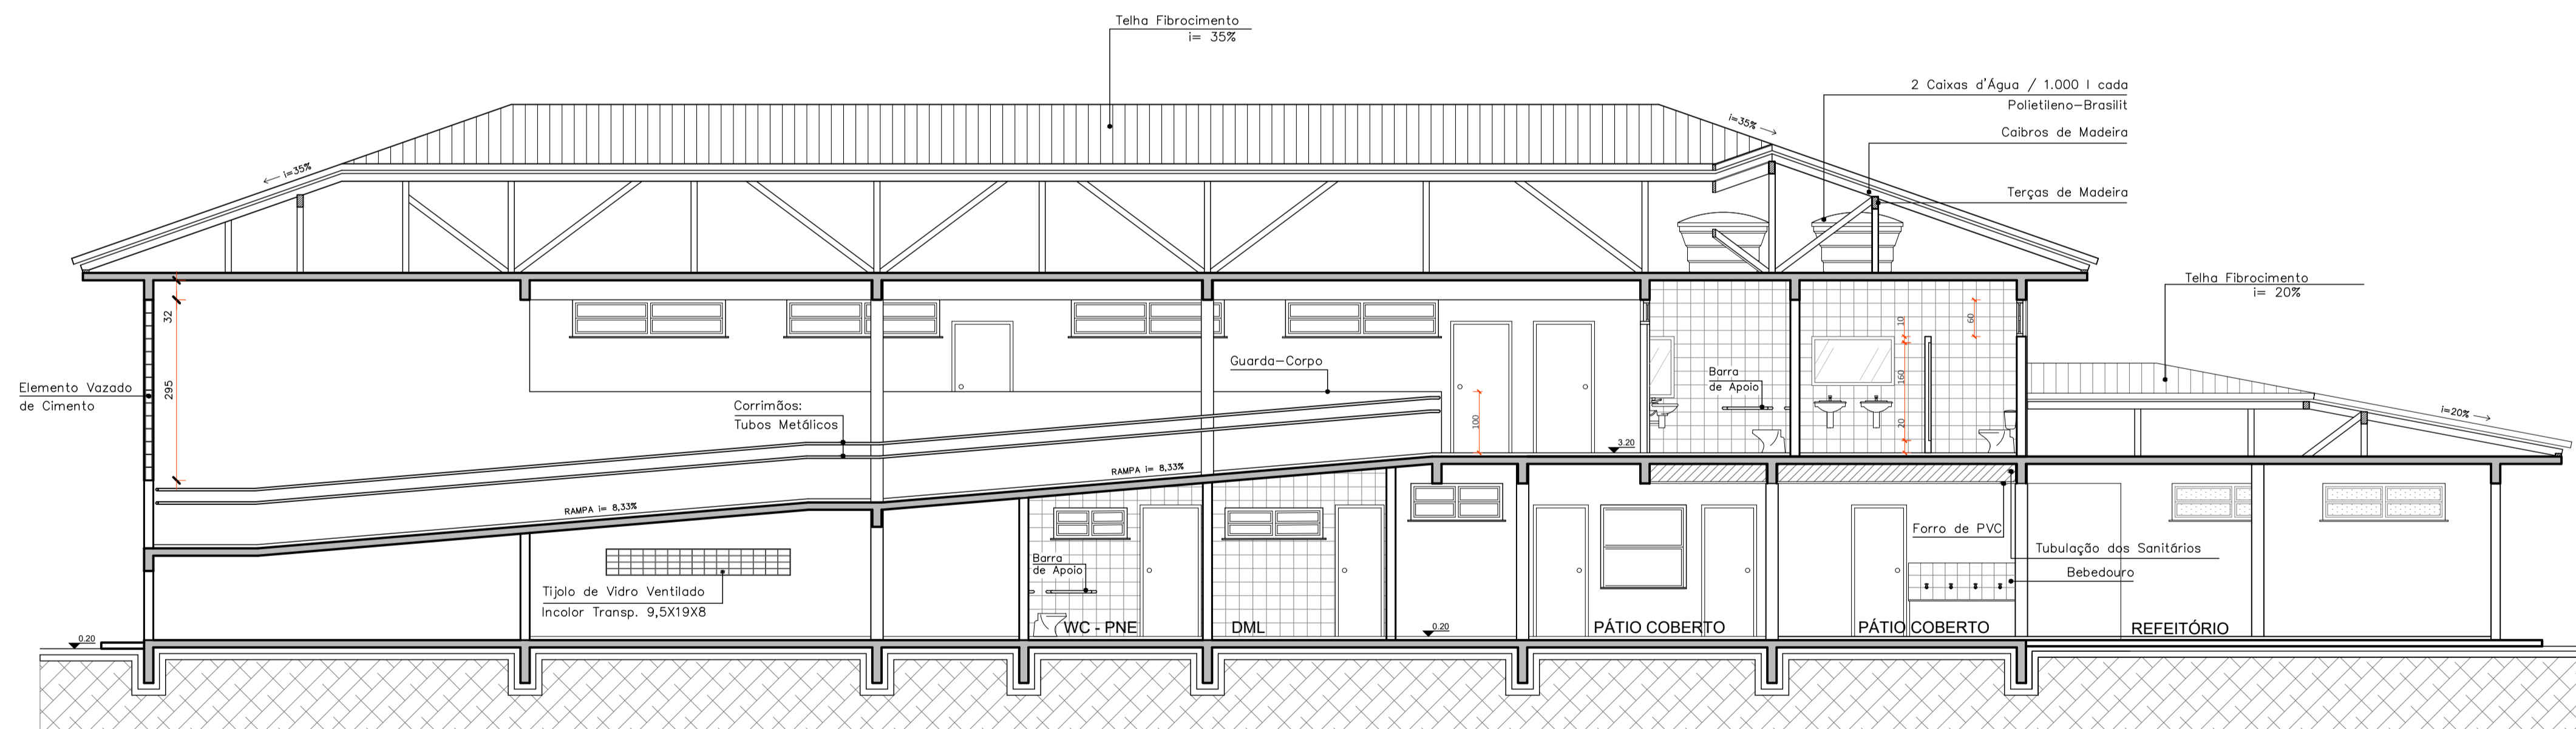 Telha Fibrocimento
i= 35%
2 Caixas d'Água / 1.000 l cada
Polietileno-Brasilit
Caibros de Madeira
Terças de Madeira
i=35%
i=35%
Telha Fibrocimento
i= 20%
i=20%
32
295
Elemento Vazado
de Cimento
Corrimãos:
Tubos Metálicos
Guarda-Corpo
100
3.20
Barra
de Apoio
10
160
20
60
RAMPA i= 8,33%
RAMPA i= 8,33%
Tijolo de Vidro Ventilado
Incolor Transp. 9,5X19X8
Barra
de Apoio
Forro de PVC
Tubulação dos Sanitários
Bebedouro
0.20
WC - PNE
DML
0.20
PÁTIO COBERTO
PÁTIO COBERTO
REFEITÓRIO